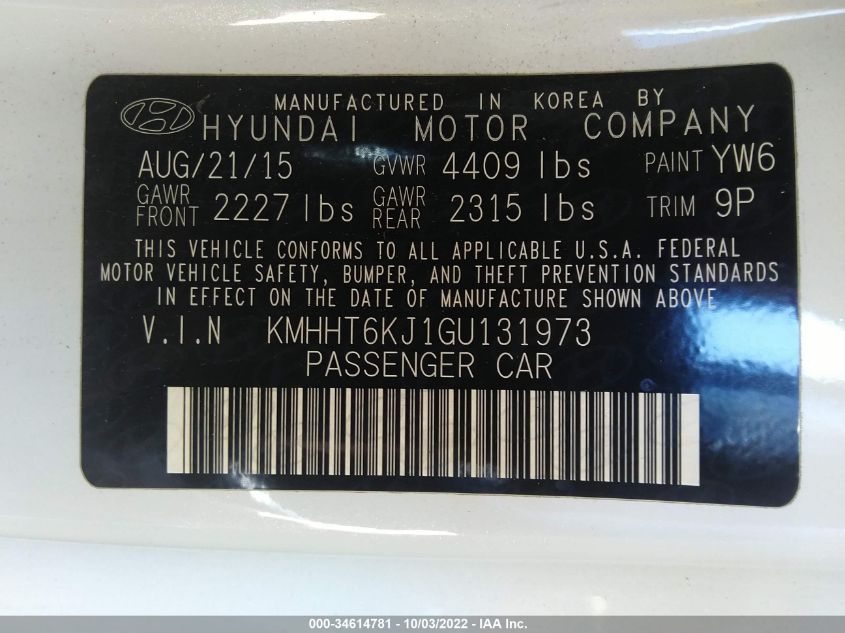 MANUFACTURED IN KOREA BY
HYUNDAI MOTOR COMPANY
AUG/21/15 GVWR 4409 lbs PAINT YW6
GAWR FRONT 2227 lbs GAWR REAR 2315 lbs TRIM 9P
THIS VEHICLE CONFORMS TO ALL APPLICABLE U.S.A. FEDERAL
MOTOR VEHICLE SAFETY, BUMPER, AND THEFT PREVENTION STANDARDS
IN EFFECT ON THE DATE OF MANUFACTURE SHOWN ABOVE
V.I.N KMHHT6KJ1GU131973
PASSENGER CAR
000-34614781 - 10/03/2022 - IAA Inc.